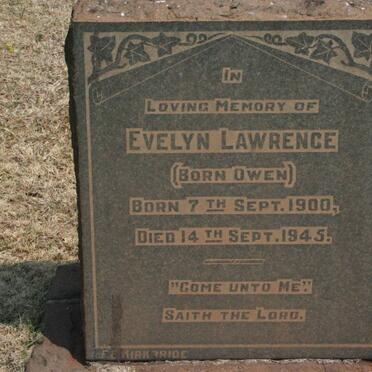 IN
LOVING MEMORY OF
EVELYN LAWRENCE
(BORN OWEN)
BORN 7TH SEPT. 1900,
DIED 14TH SEPT. 1945.
"COME UNTO ME".
SAITH THE LORD.
KIRKBRIDE